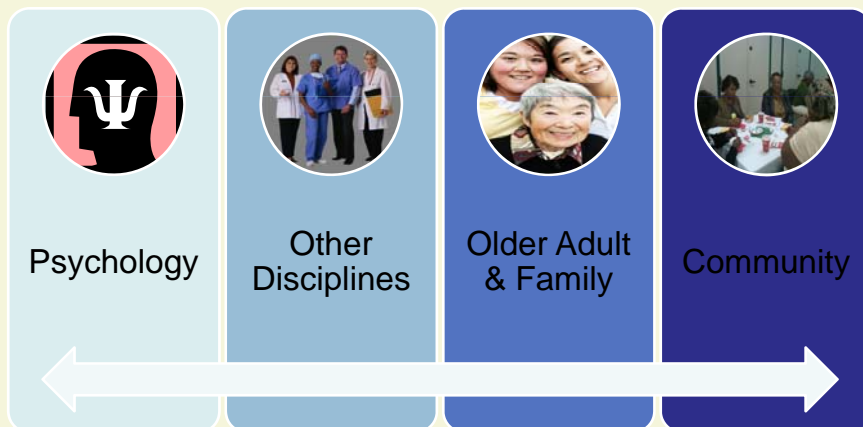 Ψ
Psychology
Other
Disciplines
Older Adult
& Family
Community